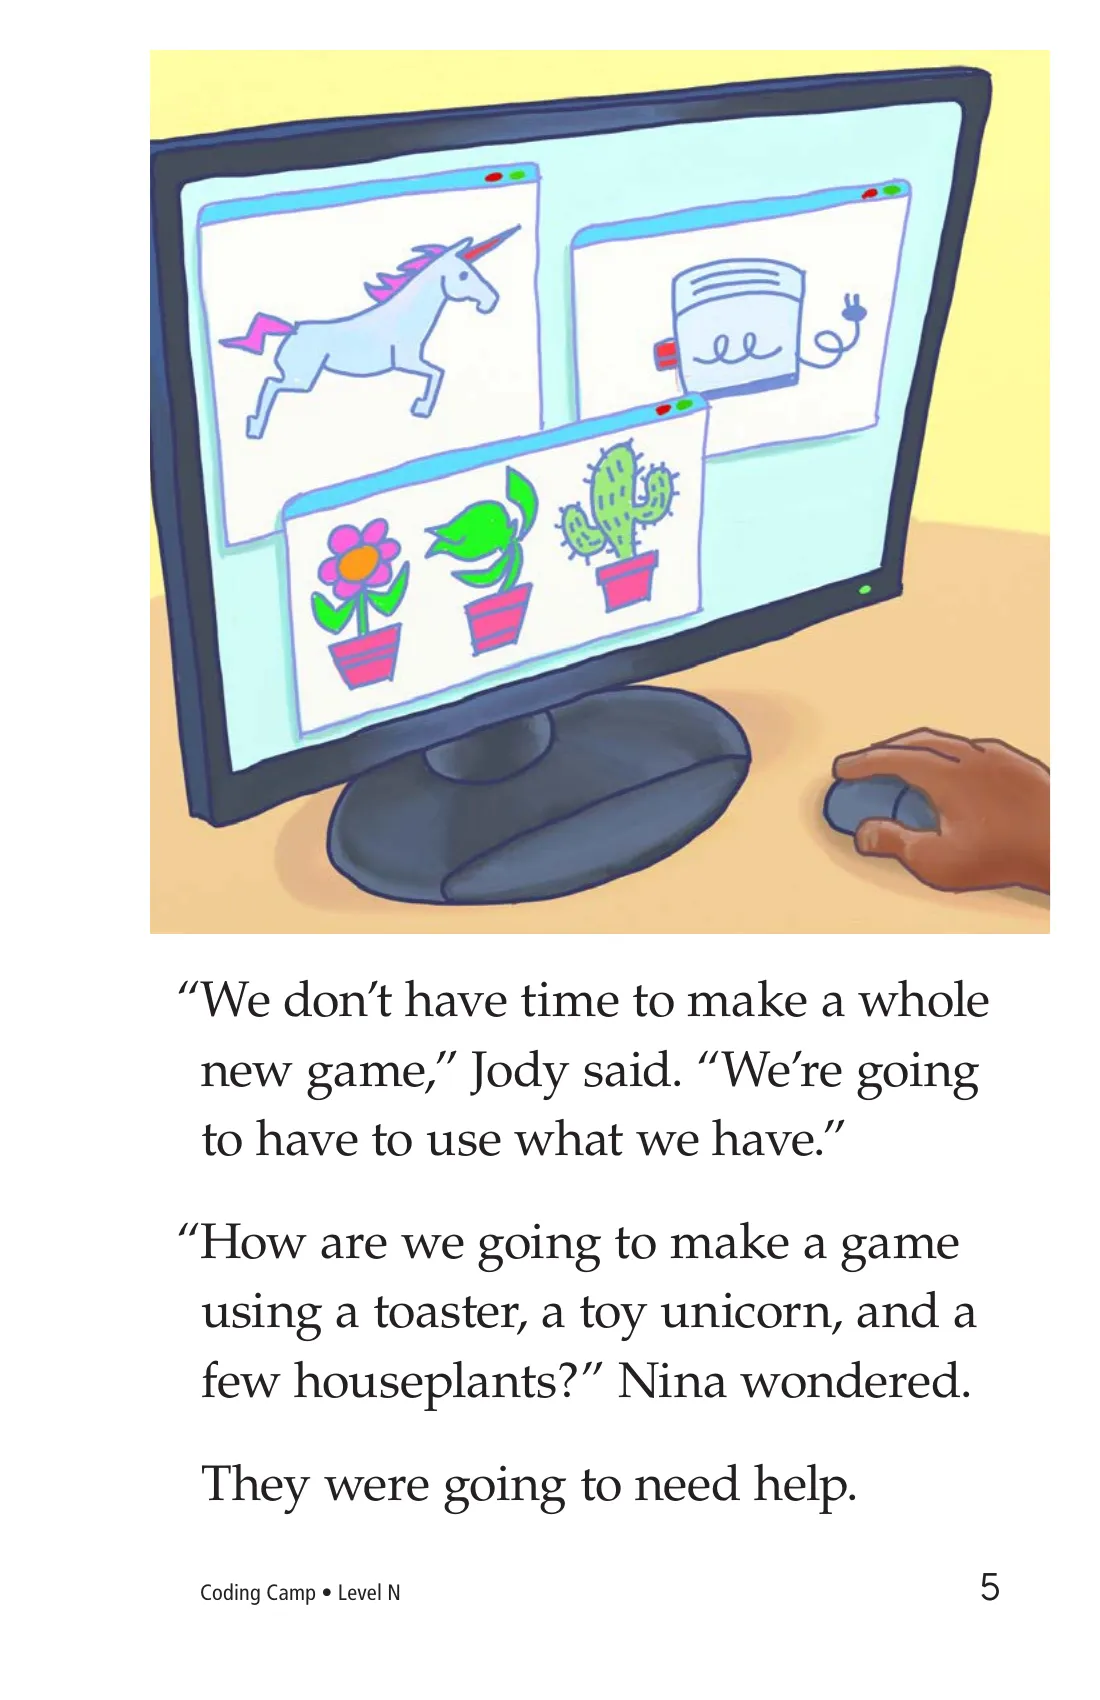 “We don’t have time to make a whole
new game,” Jody said. “We’re going
to have to use what we have.”
“How are we going to make a game
using a toaster, a toy unicorn, and a
few houseplants?” Nina wondered.
They were going to need help.
Coding Camp • Level N
5